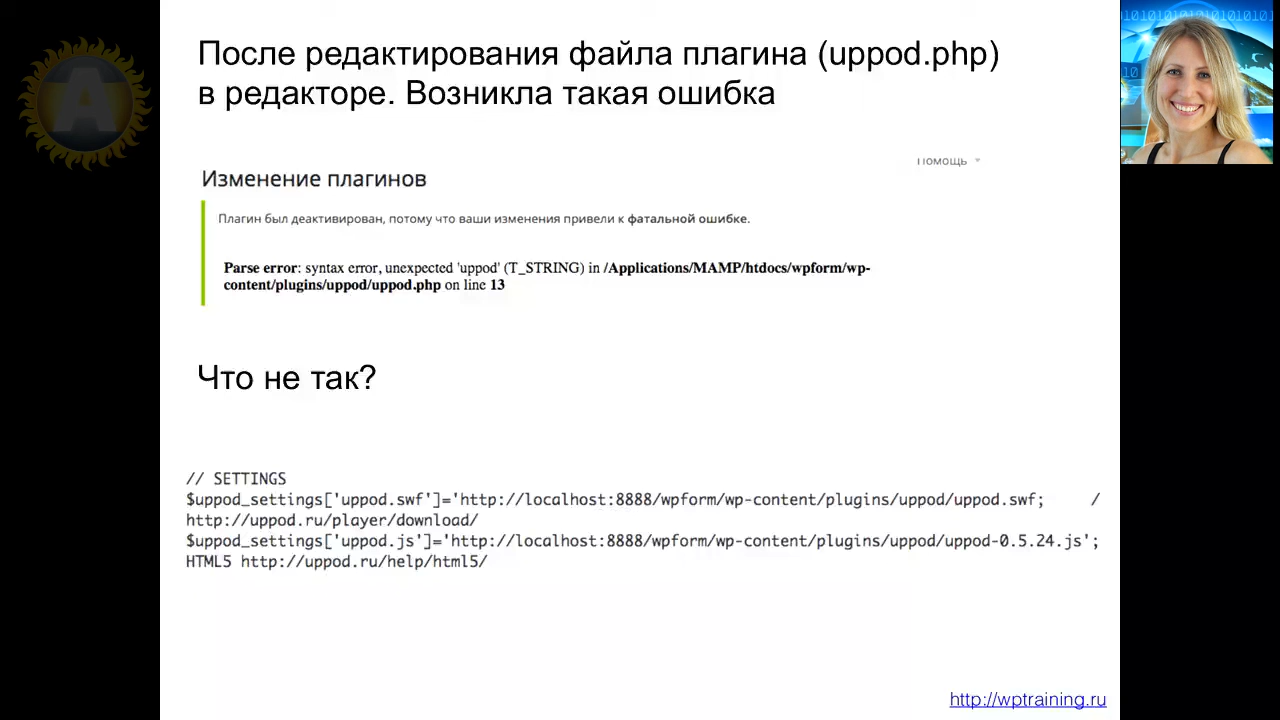 После редактирования файла плагина (uppod.php)
в редакторе. Возникла такая ошибка
Помощь
Изменение плагинов
Плагин был деактивирован, потому что ваши изменения привели к фатальной ошибке.
Parse error: syntax error, unexpected 'uppod' (T_STRING) in /Applications/MAMP/htdocs/wpform/wp-
content/plugins/uppod/uppod.php on line 13
Что не так?
// SETTINGS
$uppod_settings['uppod.swf']='http://localhost:8888/wpform/wp-content/plugins/uppod/uppod.swf; /
http://uppod.ru/player/download/
$uppod_settings['uppod.js']='http://localhost:8888/wpform/wp-content/plugins/uppod/uppod-0.5.24.js';
HTML5 http://uppod.ru/help/html5/
http://wptraining.ru
A